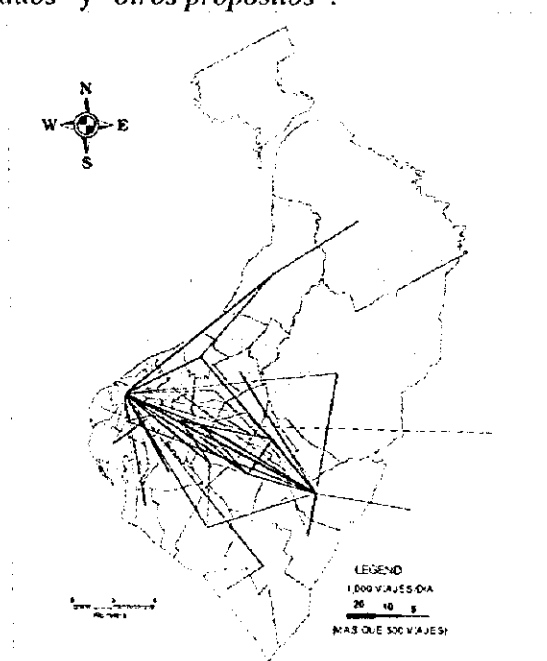 y "otros propósitos".
N
W E
S
LEGEND
1,000 VIAJES/DIA
20 10 5
(MAS QUE 500 VIAJES)